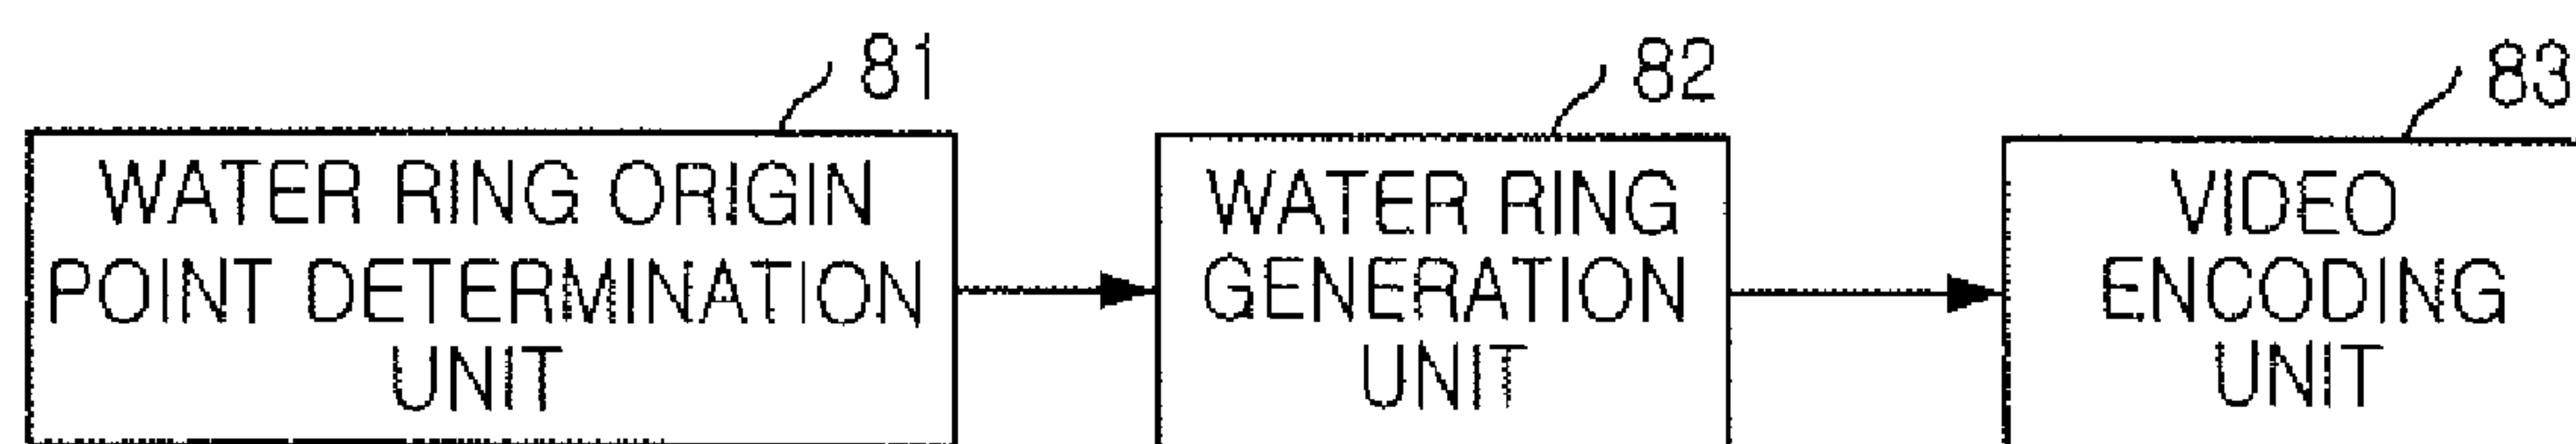 81
82
83
WATER RING ORIGIN
POINT DETERMINATION
UNIT
WATER RING
GENERATION
UNIT
VIDEO
ENCODING
UNIT